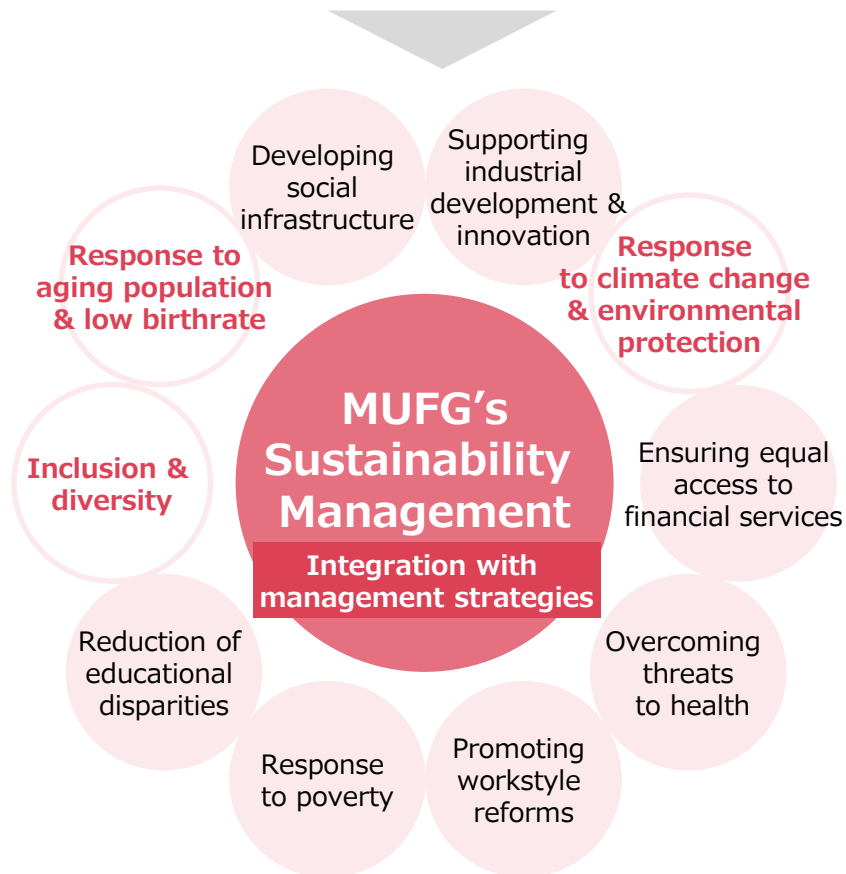 Developing
social
infrastructure
Supporting
industrial
development &
innovation
Response to
aging population
& low birthrate
Response
to climate change
& environmental
protection
MUFG’s
Sustainability
Management
Integration with
management strategies
Inclusion &
diversity
Ensuring equal
access to
financial services
Reduction of
educational
disparities
Overcoming
threats
to health
Response
to poverty
Promoting
workstyle
reforms